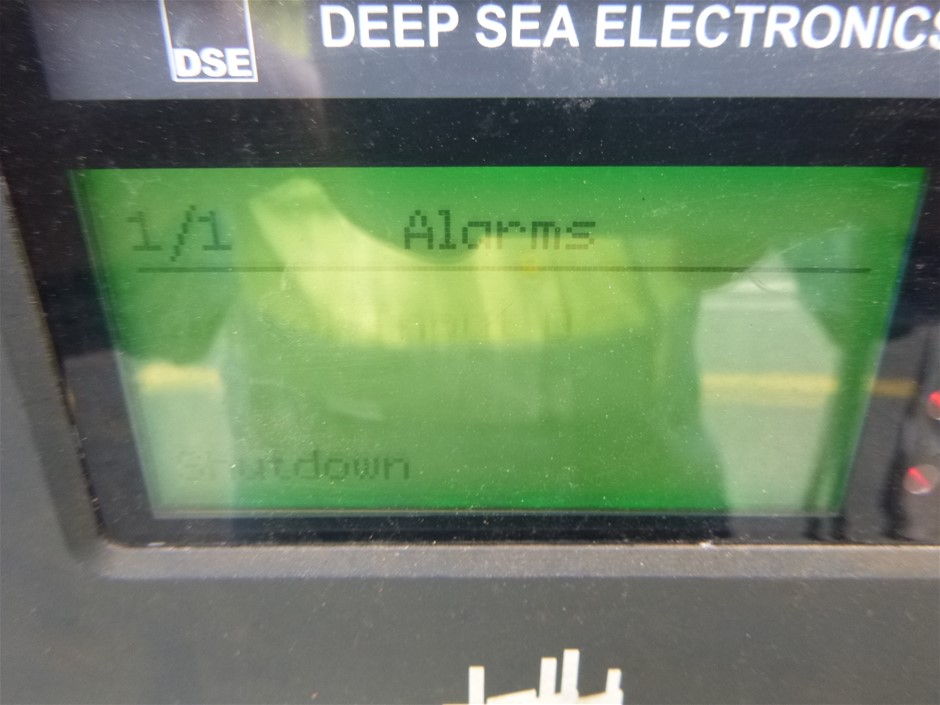 DSE
DEEP SEA ELECTRONICS
1/1 Alarms
Shutdown